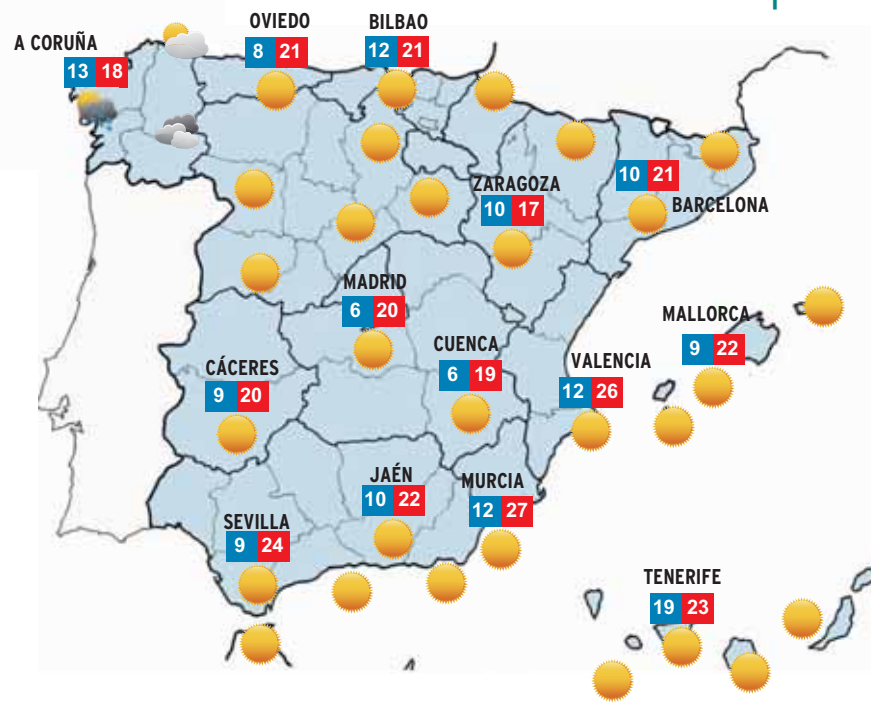 OVIEDO
8 21
BILBAO
12 21
A CORUÑA
13 18
ZARAGOZA
10 17
10 21
BARCELONA
MADRID
6 20
MALLORCA
9 22
CUENCA
6 19
VALENCIA
12 26
CÁCERES
9 20
JAÉN
10 22
MURCIA
12 27
SEVILLA
9 24
TENERIFE
19 23